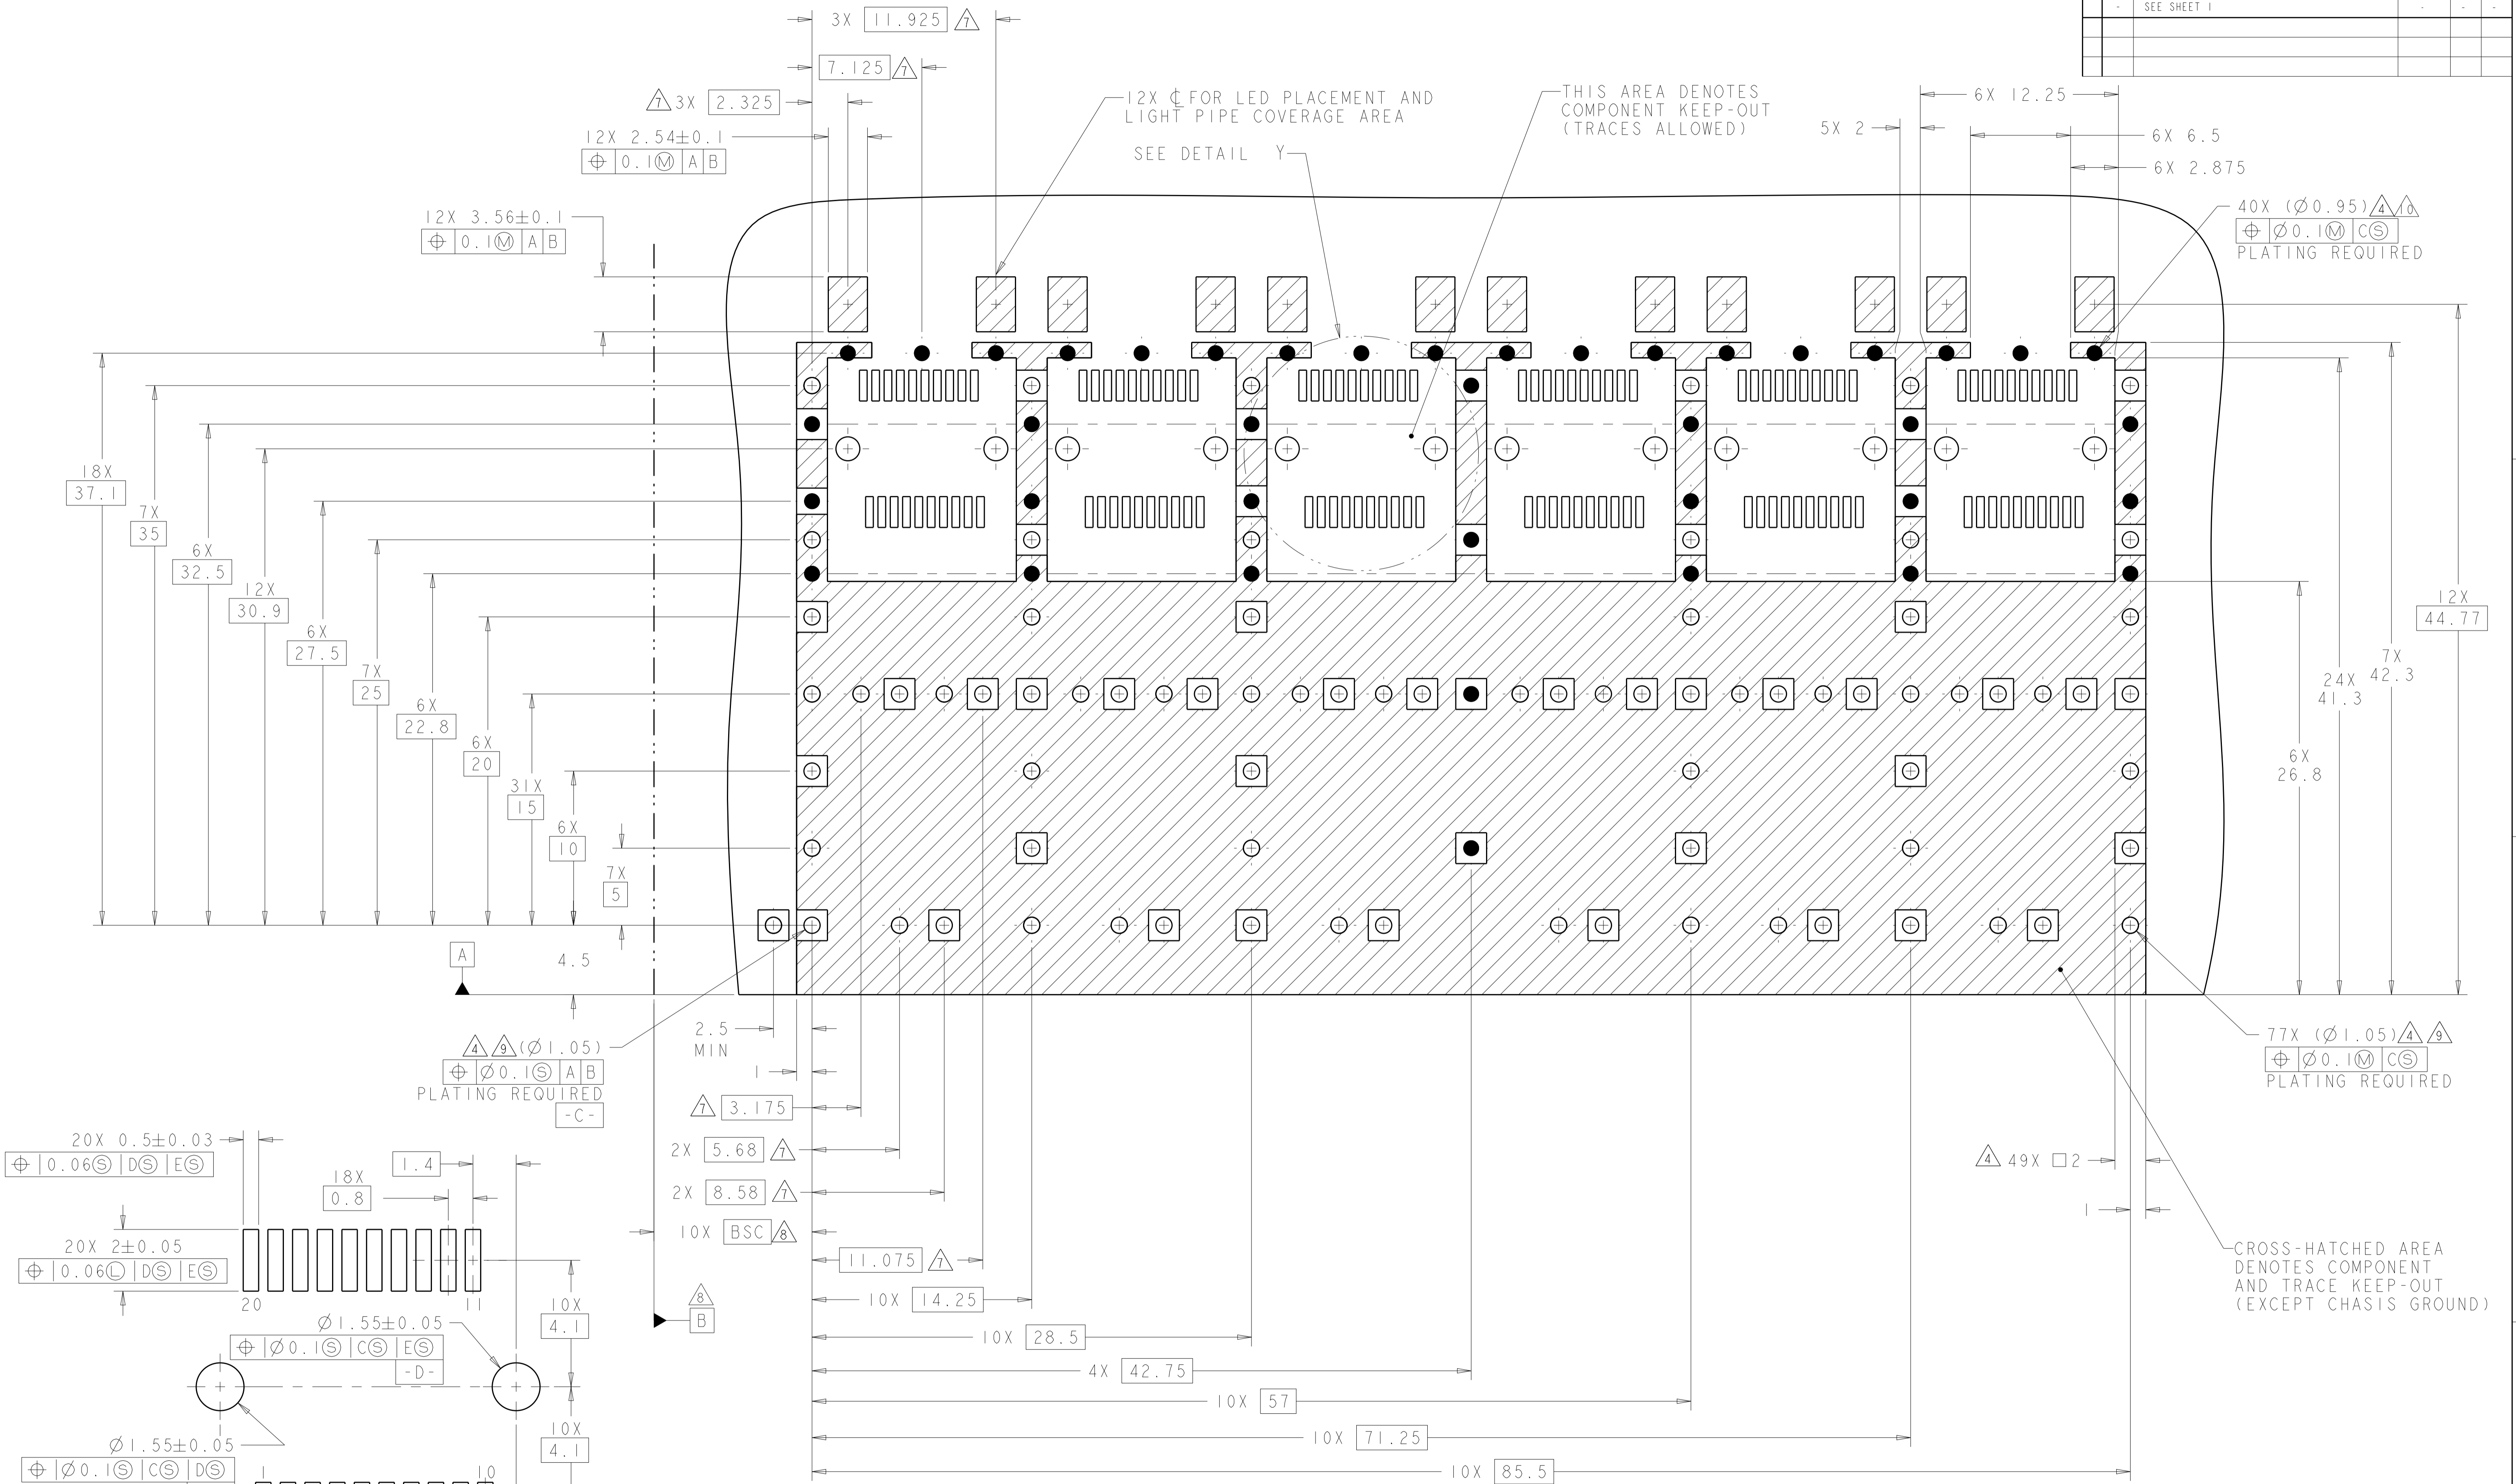 - SEE SHEET 1 - - -
3X 11.925 7
7.125 7
7 3X 2.325
12X 2.54±0.1
⌖ 0.1Ⓜ A B
12X 3.56±0.1
⌖ 0.1Ⓜ A B
12X ℄ FOR LED PLACEMENT AND
LIGHT PIPE COVERAGE AREA
SEE DETAIL Y
THIS AREA DENOTES
COMPONENT KEEP-OUT
(TRACES ALLOWED)
6X 12.25
5X 2
6X 6.5
6X 2.875
40X (Ø0.95) 4 10
⌖ Ø0.1Ⓜ CⓈ
PLATING REQUIRED
18X
37.1
7X
35
6X
32.5
12X
30.9
6X
27.5
7X
25
6X
22.8
6X
20
31X
15
6X
10
7X
5
12X
44.77
7X
42.3
24X
41.3
6X
26.8
A
4.5
4 9 (Ø1.05)
⌖ Ø0.1Ⓢ A B
PLATING REQUIRED
-C-
2.5
MIN
1
7 3.175
2X 5.68 7
2X 8.58 7
10X BSC 8
11.075 7
10X 14.25
8
B
10X 28.5
4X 42.75
10X 57
10X 71.25
10X 85.5
77X (Ø1.05) 4 9
⌖ Ø0.1Ⓜ CⓈ
PLATING REQUIRED
4 49X □2
1
CROSS-HATCHED AREA
DENOTES COMPONENT
AND TRACE KEEP-OUT
(EXCEPT CHASIS GROUND)
20X 0.5±0.03
⌖ 0.06Ⓢ DⓈ EⓈ
1.4
18X
0.8
20X 2±0.05
⌖ 0.06Ⓛ DⓈ EⓈ
20 11
10X
4.1
Ø1.55±0.05
⌖ Ø0.1Ⓢ CⓈ EⓈ
-D-
10X
4.1
Ø1.55±0.05
⌖ Ø0.1Ⓢ CⓈ DⓈ
1 10